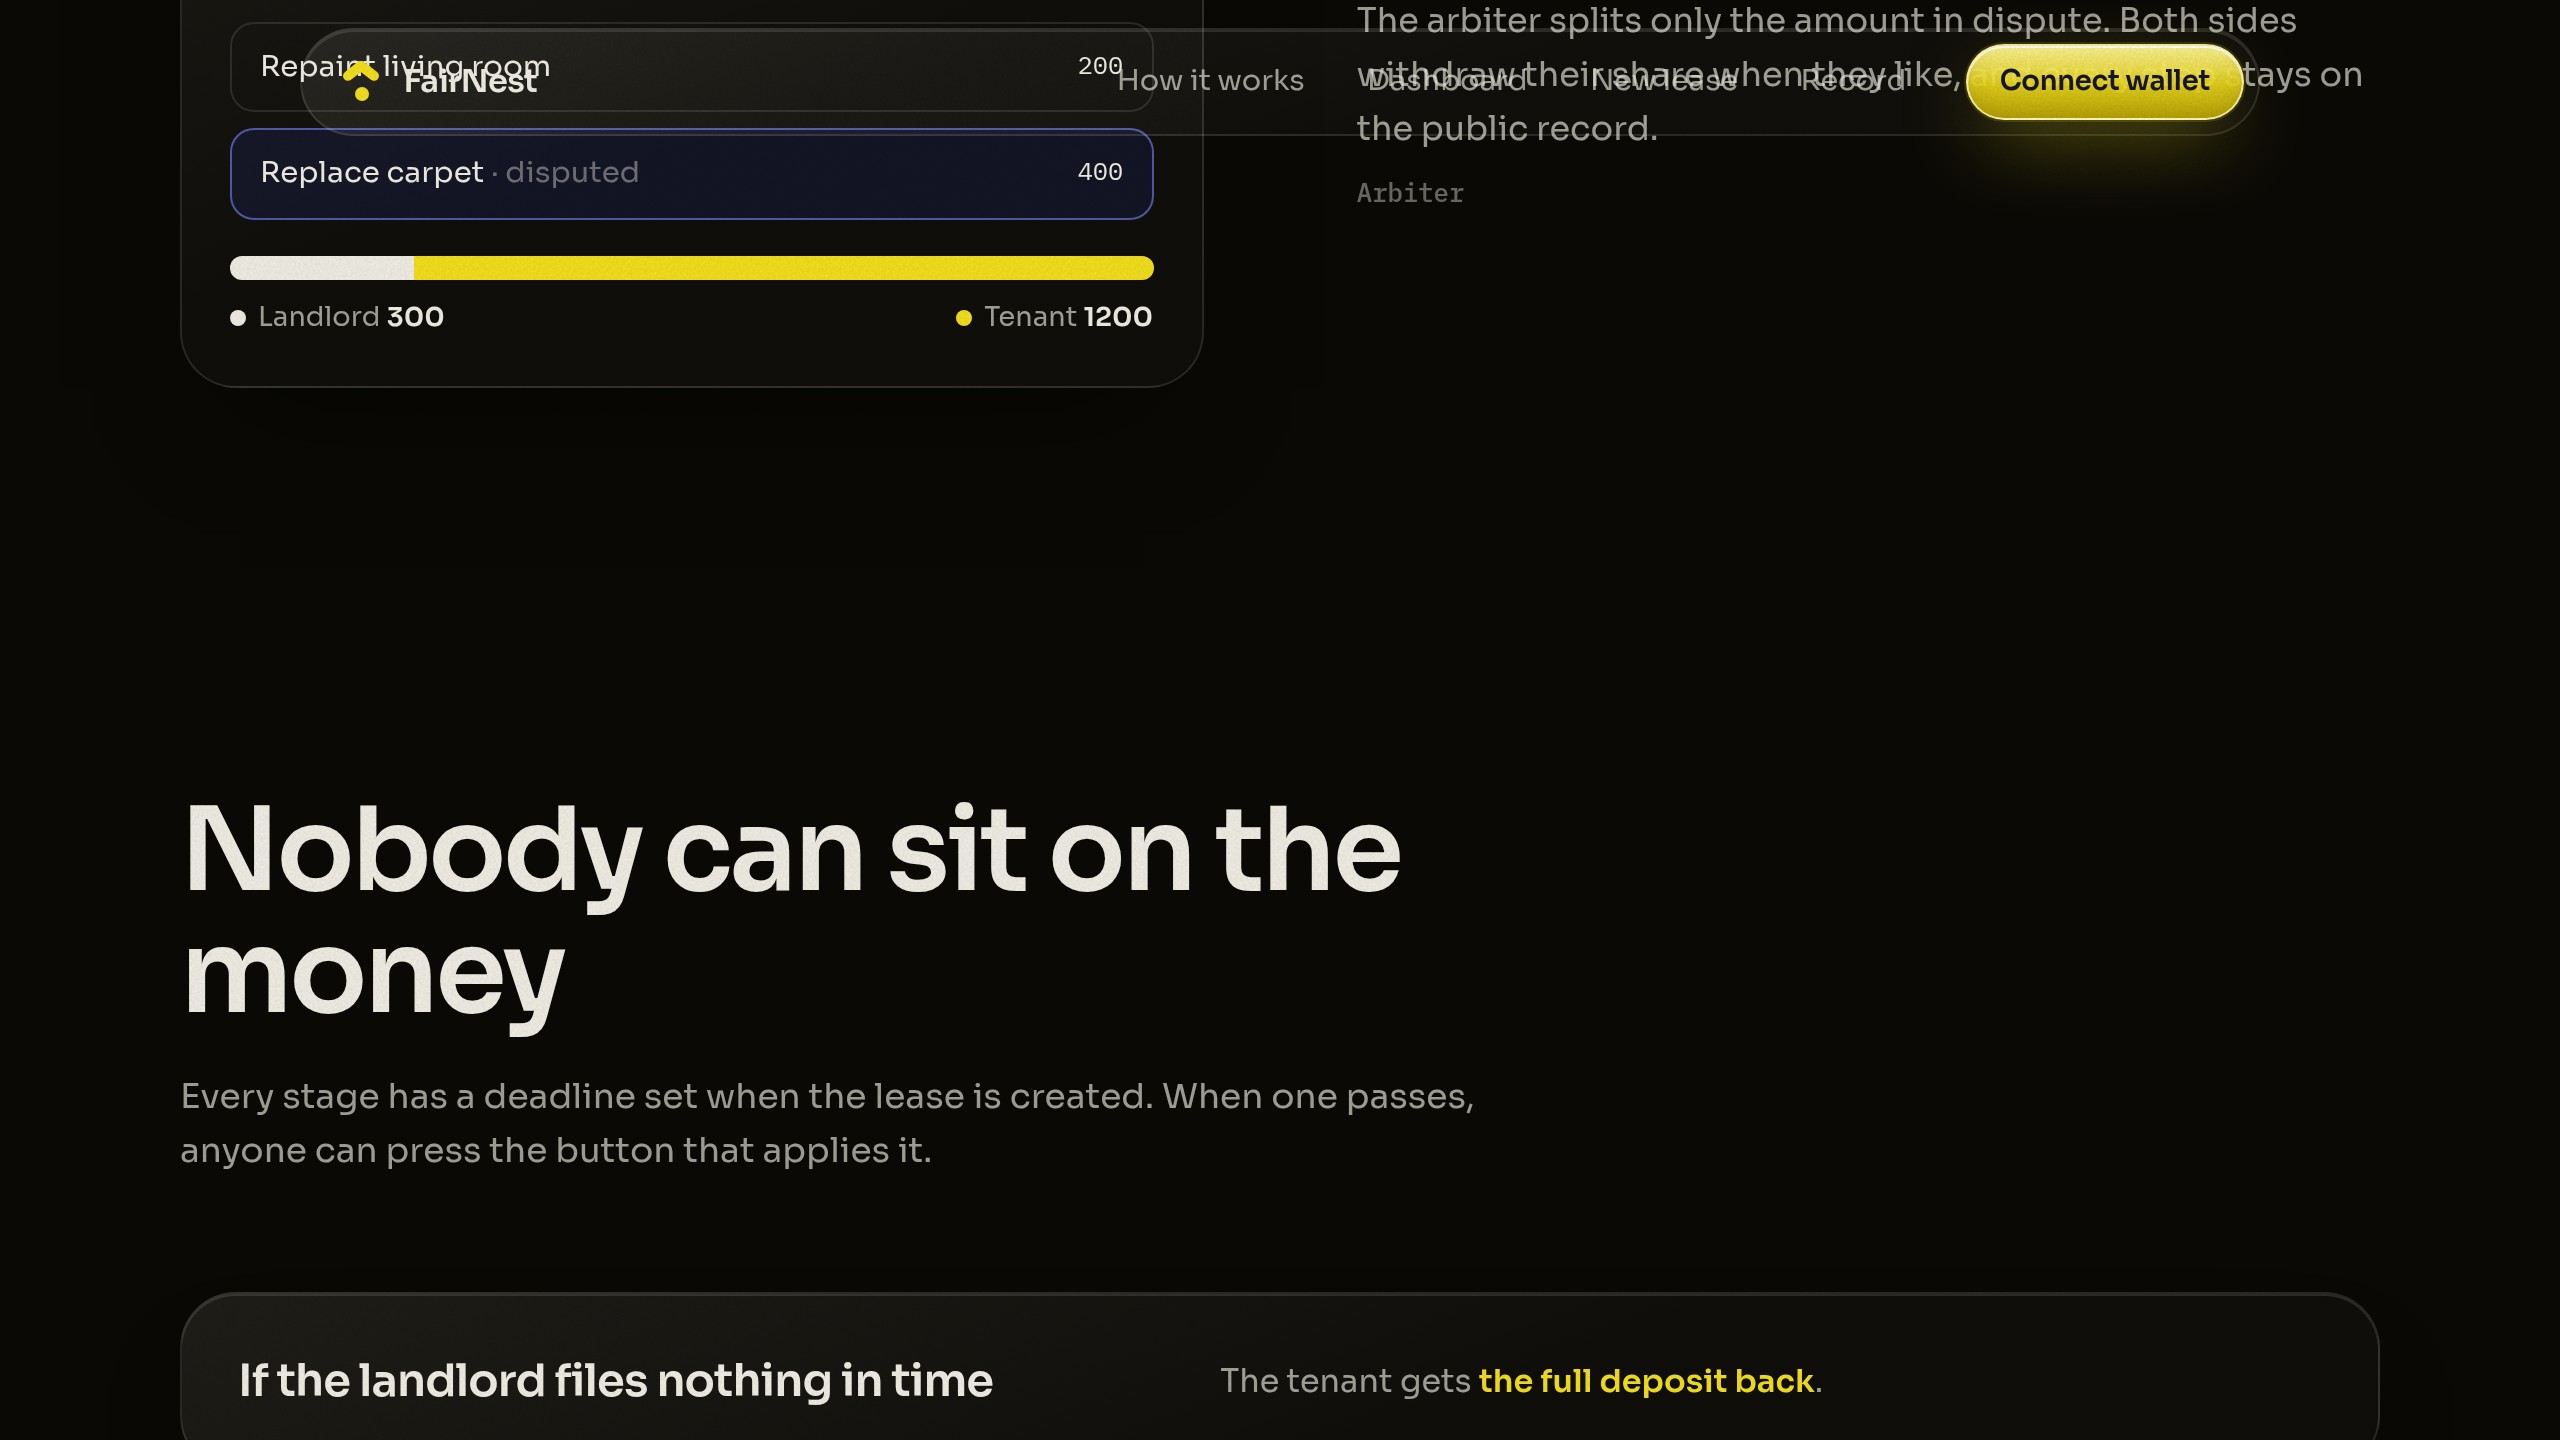 The arbiter splits only the amount in dispute. Both sides
withdraw their share when they like, stays on
the public record.
Arbiter
Repaint living room 200
Replace carpet · disputed 400
Landlord 300 Tenant 1200
FairNest How it works Dashboard New lease Record Connect wallet
Nobody can sit on the
money
Every stage has a deadline set when the lease is created. When one passes,
anyone can press the button that applies it.
If the landlord files nothing in time The tenant gets the full deposit back.